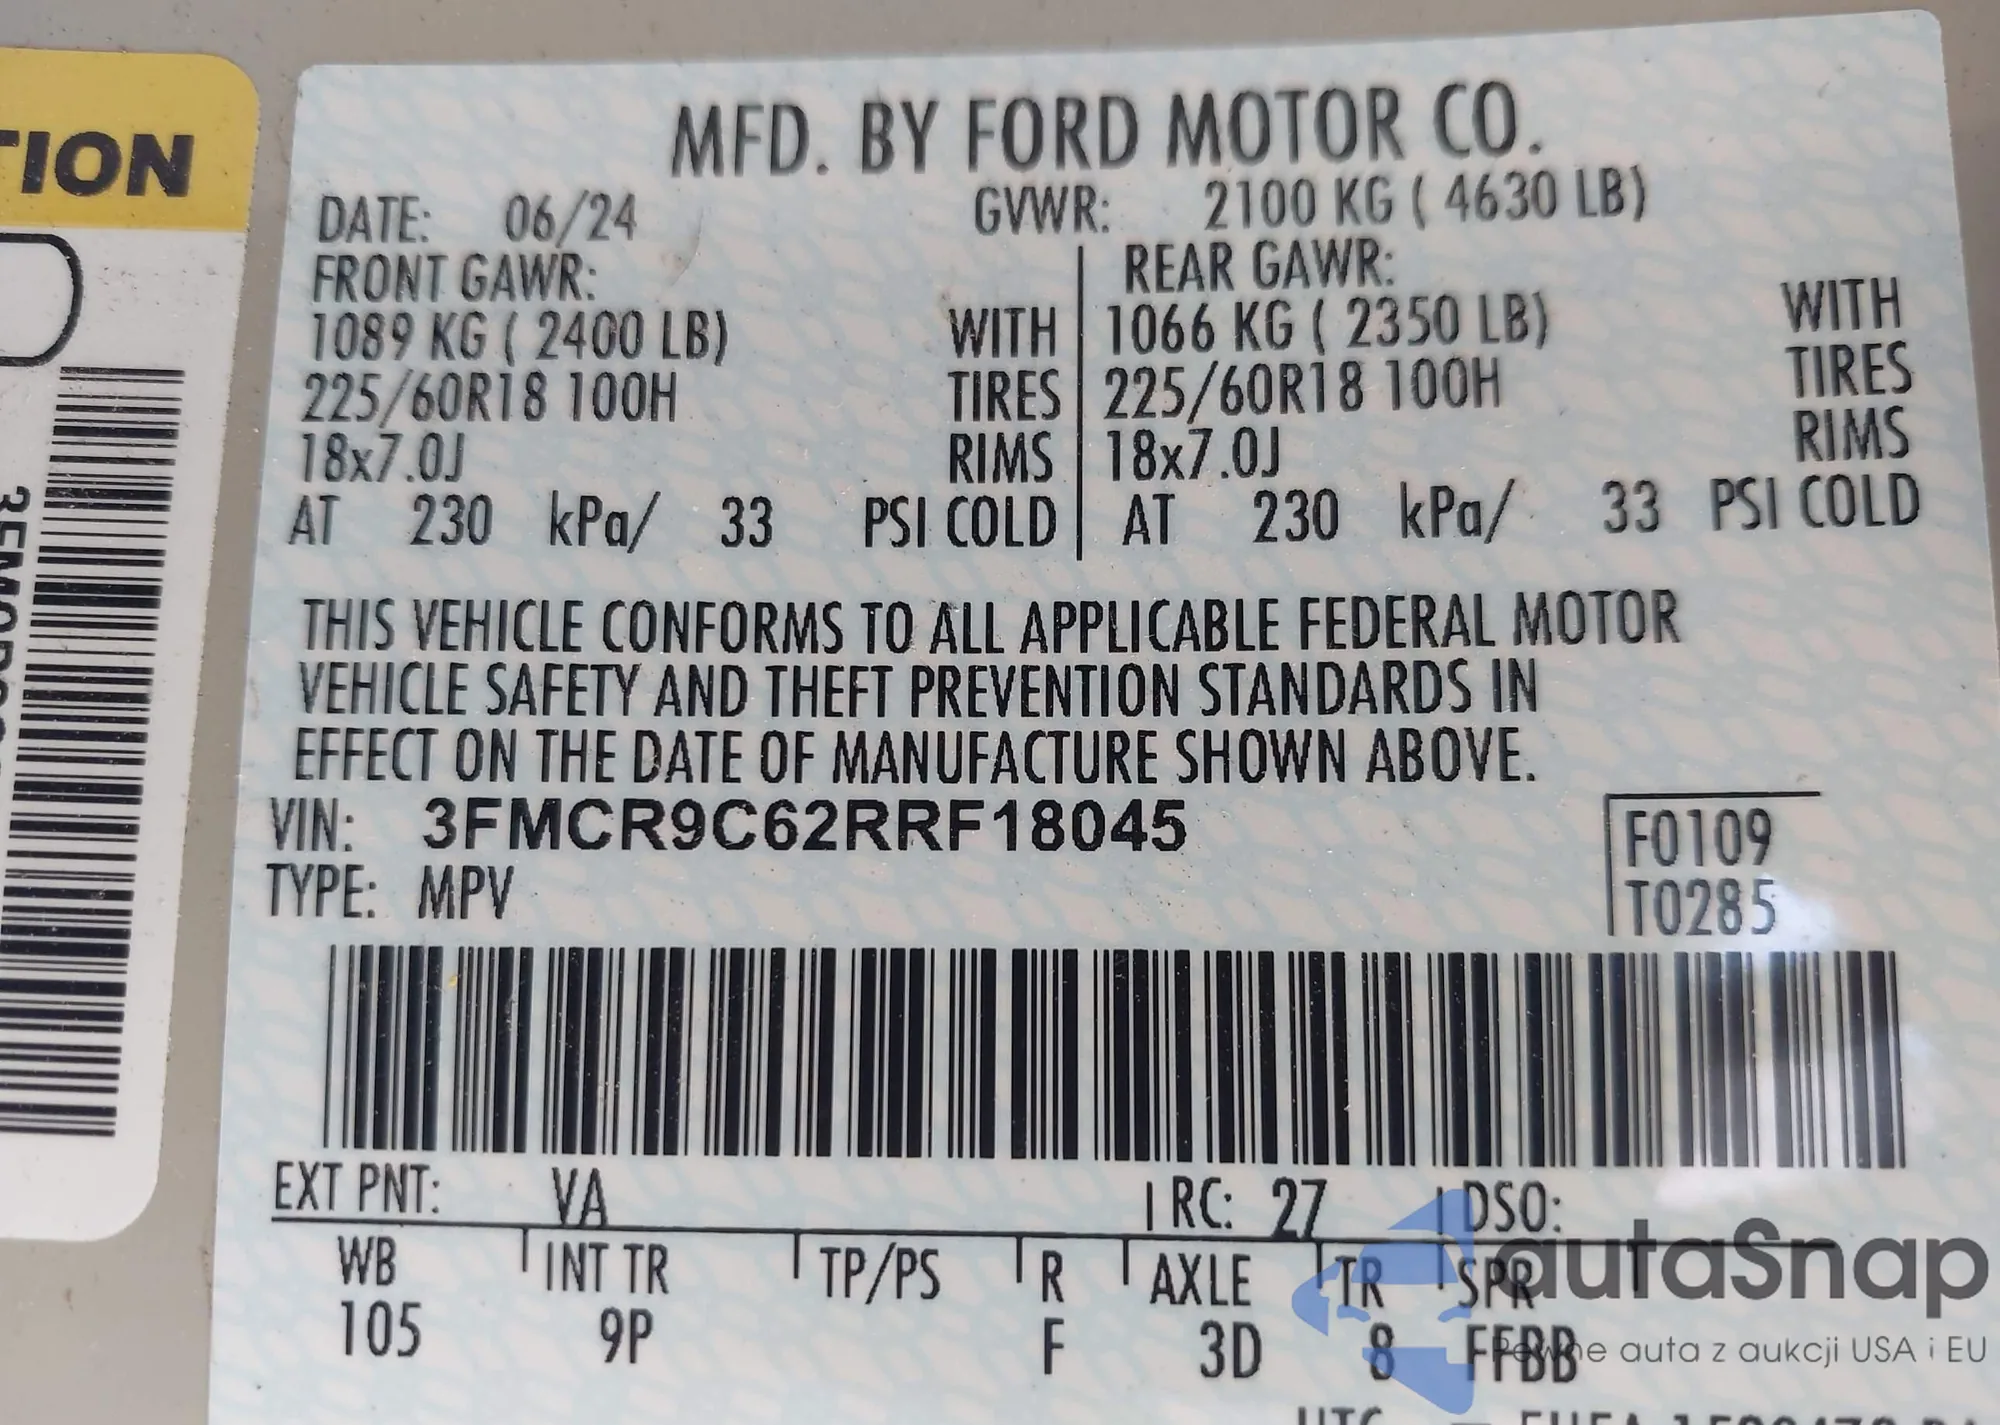 TION
MFD. BY FORD MOTOR CO.
DATE: 06/24 GVWR: 2100 KG ( 4630 LB)
FRONT GAWR: REAR GAWR:
1089 KG ( 2400 LB) WITH 1066 KG ( 2350 LB) WITH
225/60R18 100H TIRES 225/60R18 100H TIRES
18x7.0J RIMS 18x7.0J RIMS
AT 230 kPa/ 33 PSI COLD AT 230 kPa/ 33 PSI COLD
THIS VEHICLE CONFORMS TO ALL APPLICABLE FEDERAL MOTOR
VEHICLE SAFETY AND THEFT PREVENTION STANDARDS IN
EFFECT ON THE DATE OF MANUFACTURE SHOWN ABOVE.
VIN: 3FMCR9C62RRF18045
TYPE: MPV
F0109
T0285
EXT PNT: VA RC: 27 DSO:
WB INT TR TP/PS R AXLE TR SPR
105 9P F 3D 8 FFBB
autaSnap
Pewne auta z aukcji USA i EU